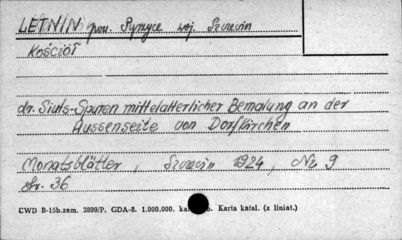 LETNIN pow. Pyrzyce woj. Szczecin
Kościół
dr. Siuts-Spuren mittelalterlicher Bemalung an der
Aussenseite von Dorfkirchen
Monatsblätter, Szczecin 1924, Nr. 9
str. 36
CWD B-15b.zam. 2899/P. GDA-8. 1.000.000. Karta katal. (z liniat.)